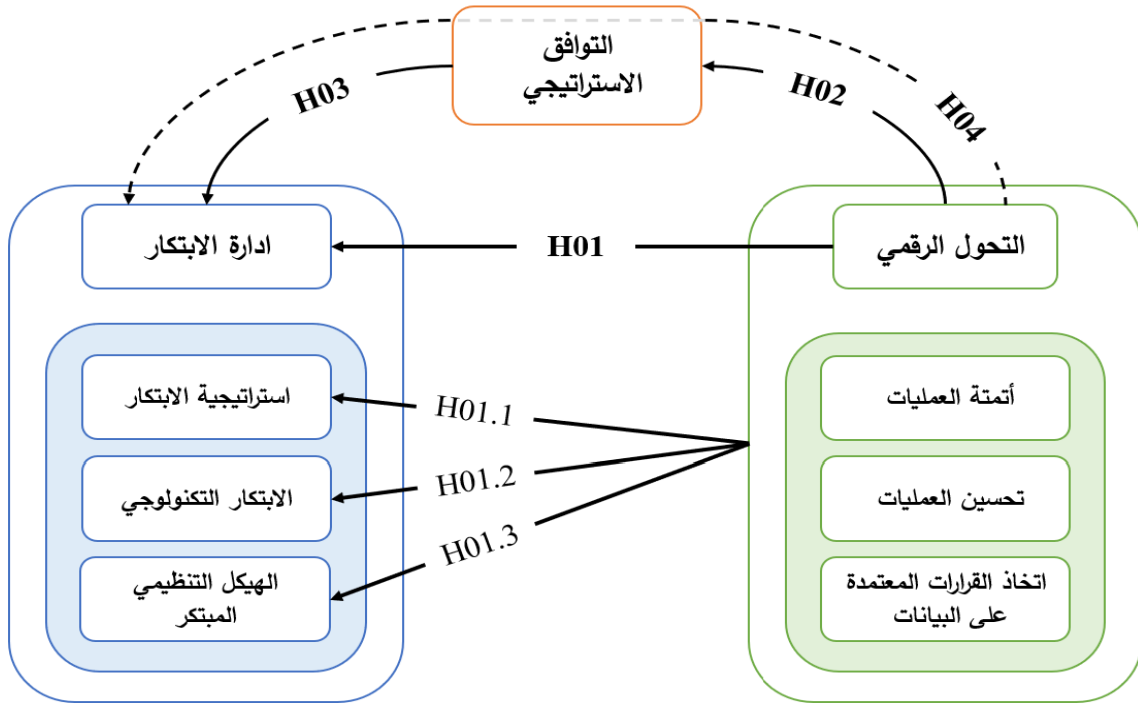 التوافق
الاستراتيجي
H03
H02
H04
التحول الرقمي
H01
ادارة الابتكار
أتمتة العمليات
تحسين العمليات
اتخاذ القرارات المعتمدة
على البيانات
H01.1
H01.2
H01.3
استراتيجية الابتكار
الابتكار التكنولوجي
الهيكل التنظيمي
المبتكر